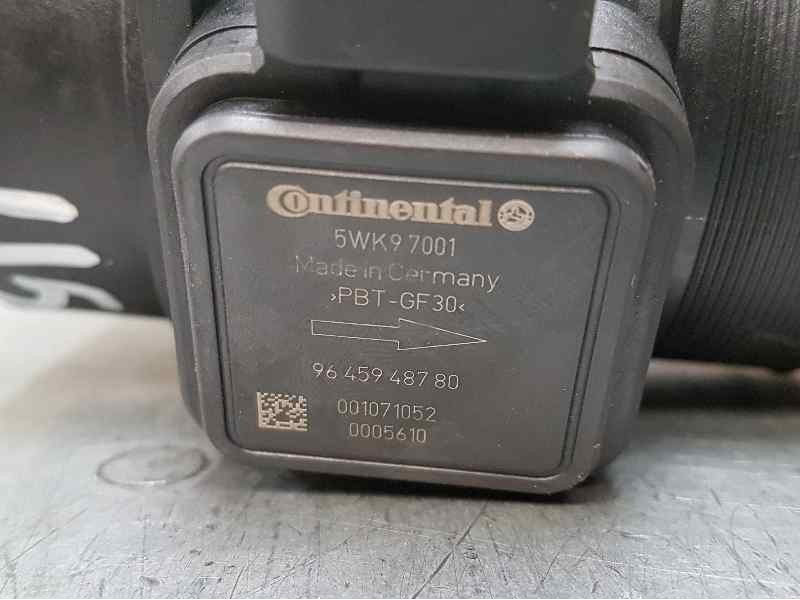 Continental
5WK9 7001
Made in Germany
>PBT-GF30<
96 459 487 80
001071052
0005610